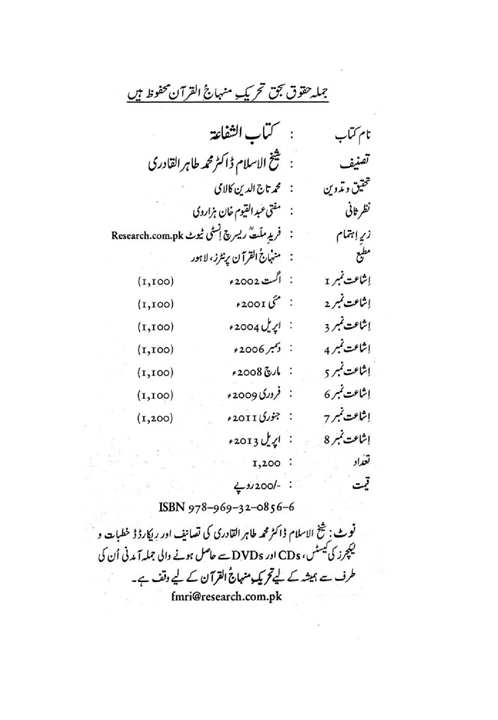 جملہ حقوق بحق تحریکِ منہاجُ القرآن محفوظ ہیں
نام کتاب : کتاب الشفاعۃ
تصنیف : شیخ الاسلام ڈاکٹر محمد طاہر القادری
تحقیق و تدوین : محمد تاج الدین کالامی
نظر ثانی : مفتی عبدالقیوم خان ہزاروی
زیرِ اہتمام : فریدِ ملّتؒ ریسرچ انسٹی ٹیوٹ Research.com.pk
مطبع : منہاجُ القرآن پرنٹرز، لاہور
اِشاعت نمبر 1 : اگست 2002ء (1,100)
اِشاعت نمبر 2 : مئی 2001ء (1,100)
اِشاعت نمبر 3 : اپریل 2004ء (1,100)
اِشاعت نمبر 4 : دسمبر 2006ء (1,100)
اِشاعت نمبر 5 : مارچ 2008ء (1,100)
اِشاعت نمبر 6 : فروری 2009ء (1,100)
اِشاعت نمبر 7 : جنوری 2011ء (1,200)
اِشاعت نمبر 8 : اپریل 2013ء
تعداد : 1,200
قیمت : -/200 روپے
ISBN 978-969-32-0856-6
نوٹ: شیخ الاسلام ڈاکٹر محمد طاہر القادری کی تصانیف اور ریکارڈڈ خطبات و
لیکچرز کی کیسٹس، CDs اور DVDs سے حاصل ہونے والی جملہ آمدنی اُن کی
طرف سے ہمیشہ کے لیے تحریکِ منہاجُ القرآن کے لیے وقف ہے۔
fmri@research.com.pk